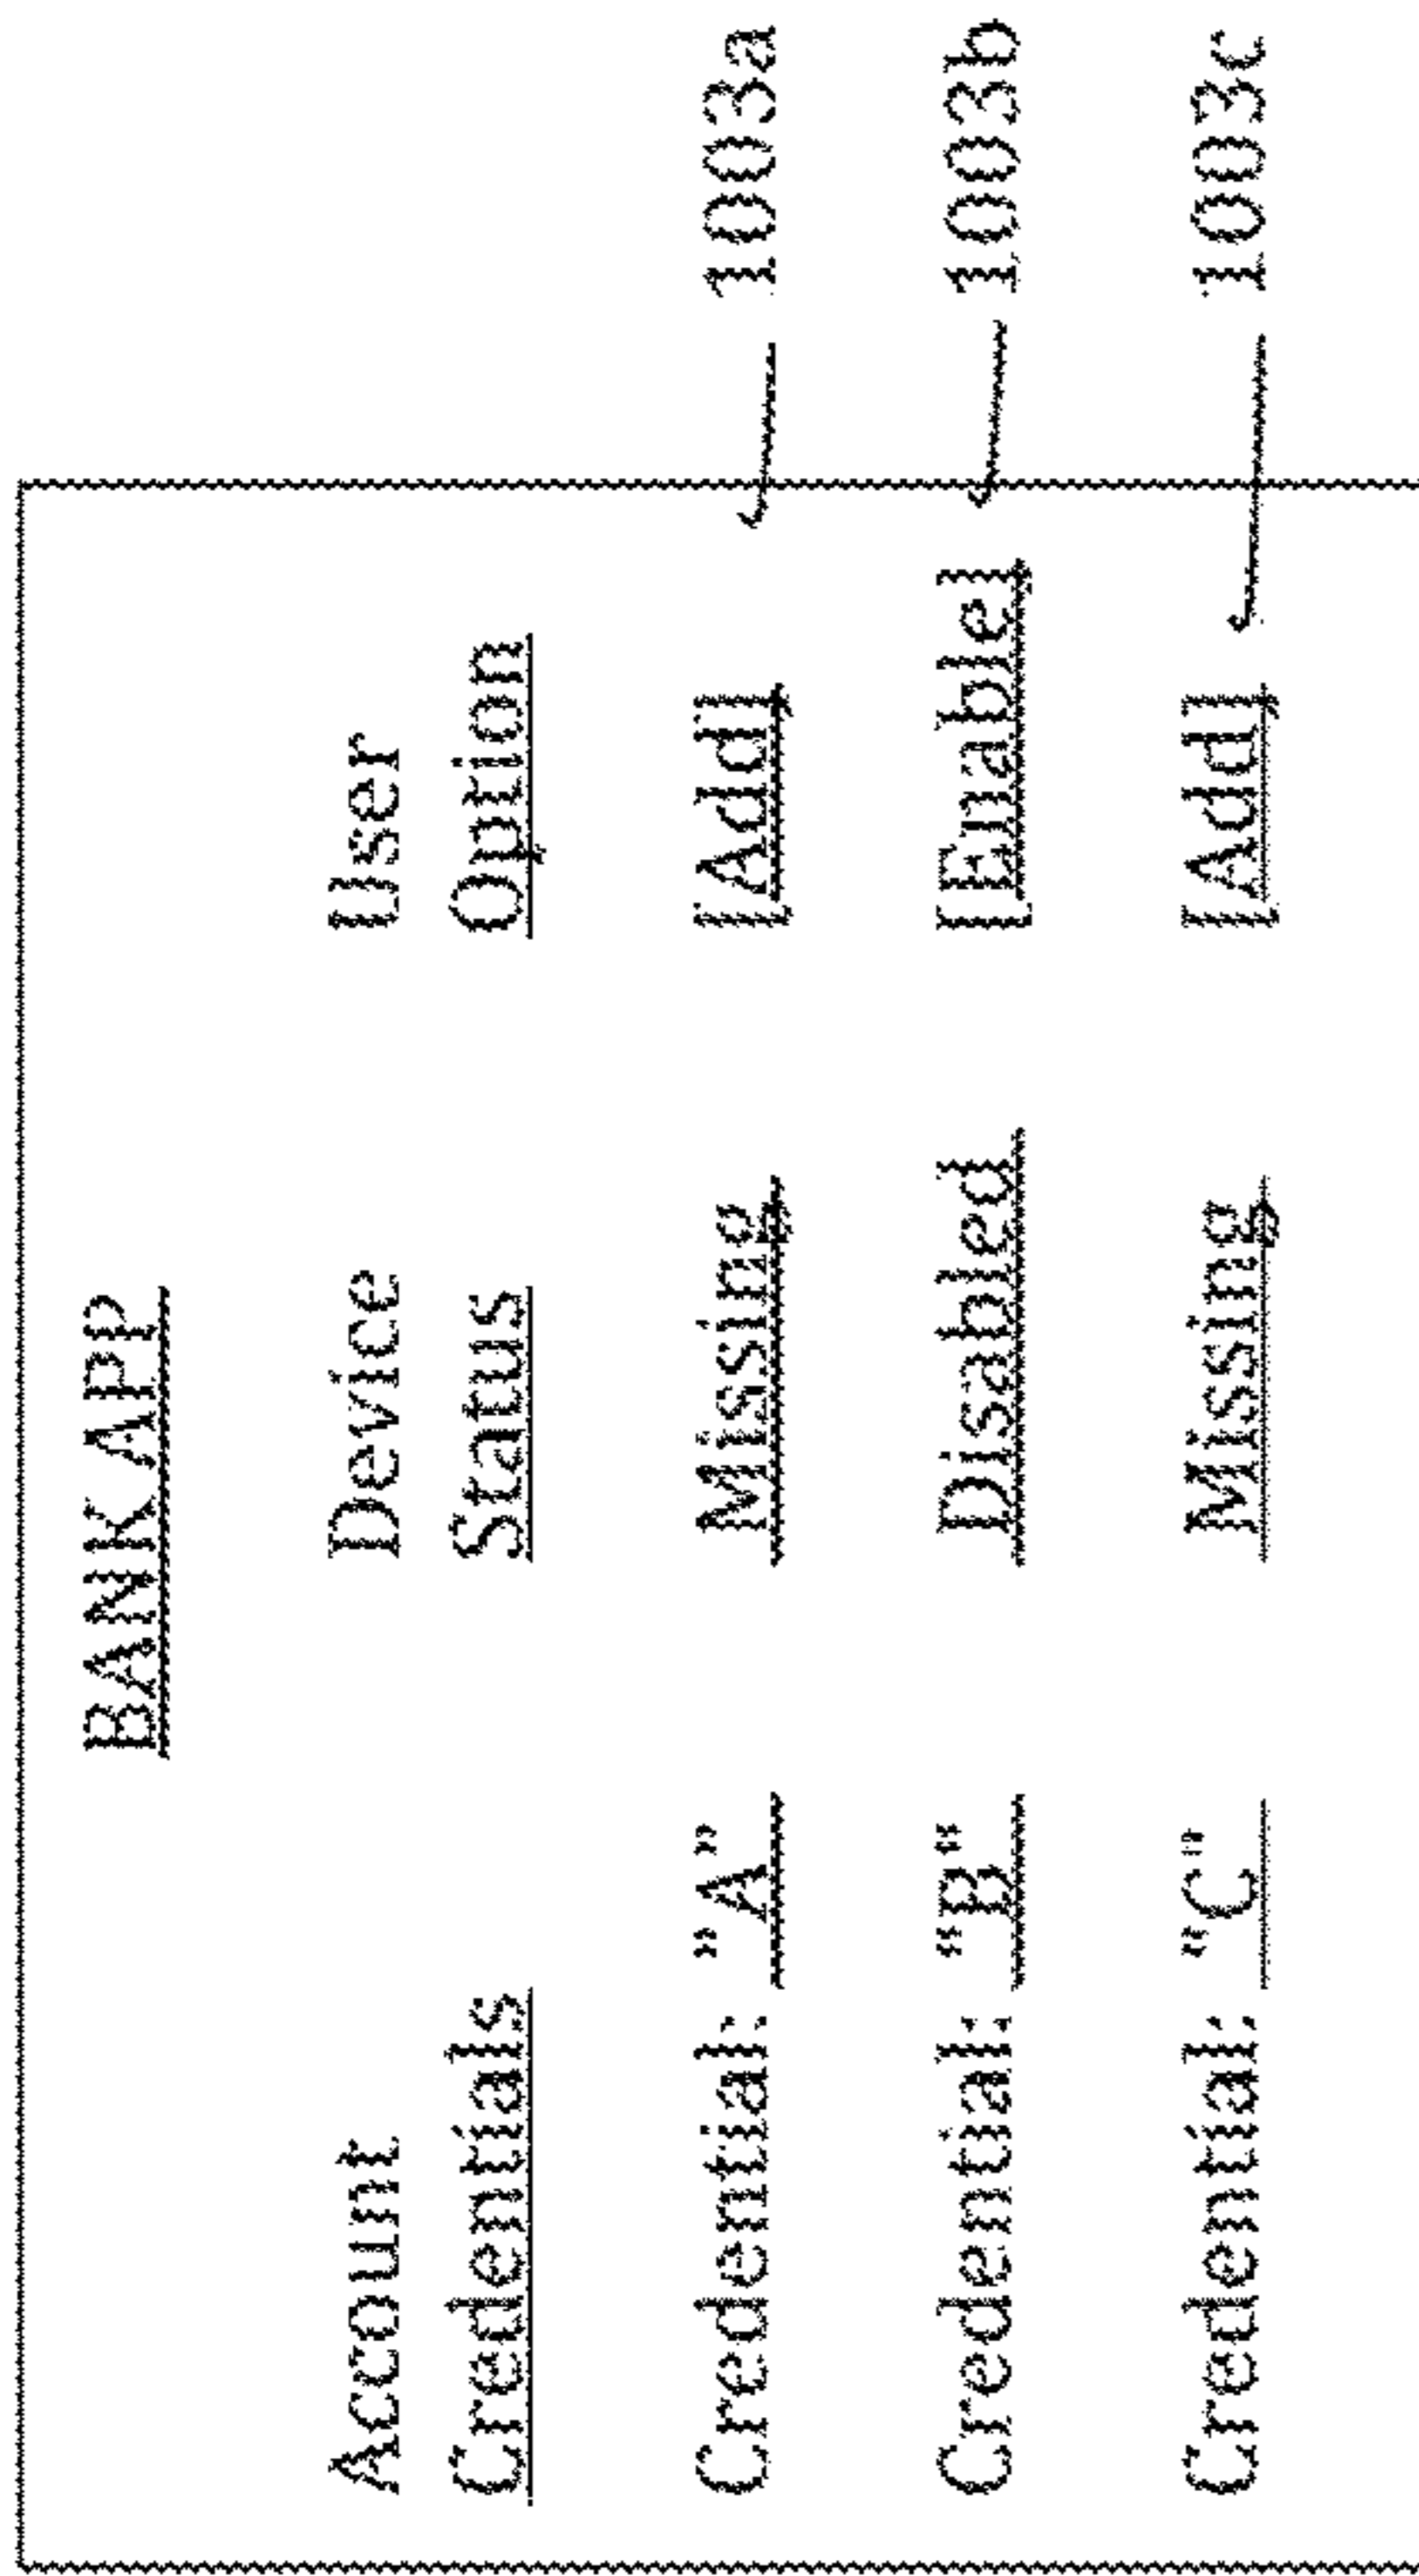 BANK APP
Account Device User
Credentials Status Option
Credential: "A" Missing [Add] 1003a
Credential: "B" Disabled [Enable] 1003b
Credential: "C" Missing [Add] 1003c